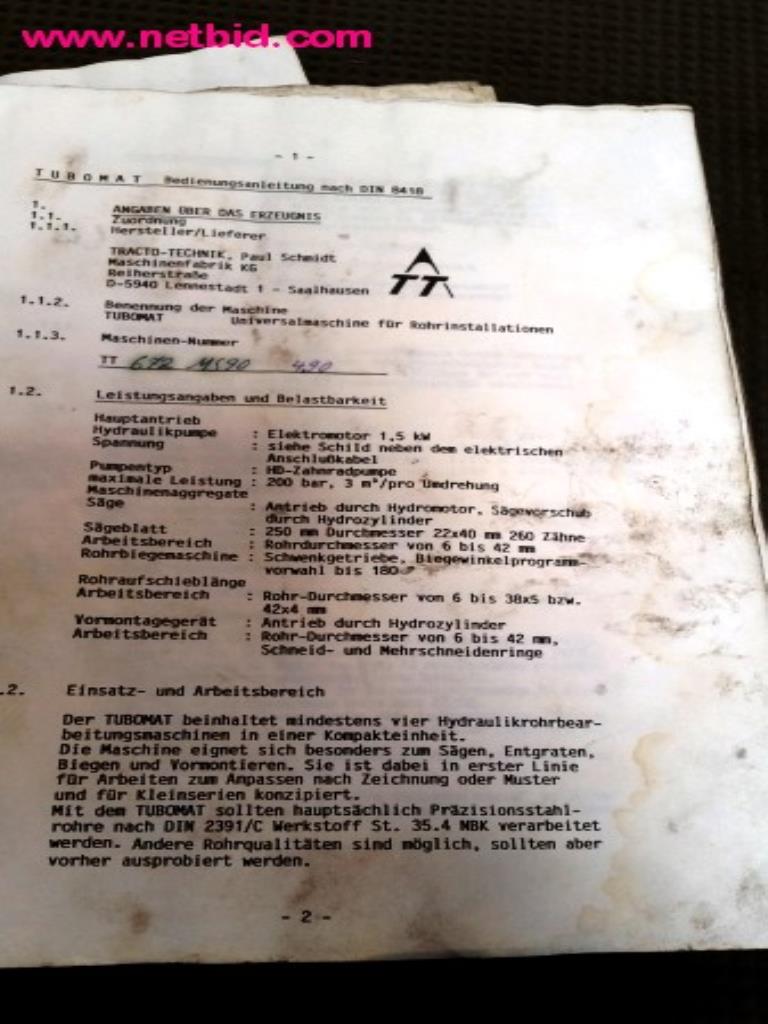 www.netbid.com
- 1 -
TUBOMAT Bedienungsanleitung nach DIN 8418
1. ANGABEN ÜBER DAS ERZEUGNIS
1.1. Zuordnung
1.1.1. Hersteller/Lieferer
TRACTO-TECHNIK, Paul Schmidt
Maschinenfabrik KG
Reiherstraße
D-5940 Lennestadt 1 - Saalhausen
TT
1.1.2. Benennung der Maschine
TUBOMAT Universalmaschine für Rohrinstallationen
1.1.3. Maschinen-Nummer
TT 672 MS90 4,90
1.2. Leistungsangaben und Belastbarkeit
Hauptantrieb
Hydraulikpumpe : Elektromotor 1,5 kW
Spannung : siehe Schild neben dem elektrischen
Anschlußkabel
Pumpentyp : HD-Zahnradpumpe
maximale Leistung : 200 bar, 3 m³/pro Umdrehung
Maschinenaggregate
Säge : Antrieb durch Hydromotor, Sägevorschub
durch Hydrozylinder
Sägeblatt : 250 mm Durchmesser 22x40 mm 260 Zähne
Arbeitsbereich : Rohrdurchmesser von 6 bis 42 mm
Rohrbiegemaschine : Schwenkgetriebe, Biegewinkelprogramm-
vorwahl bis 180°
Rohraufschieblänge
Arbeitsbereich : Rohr-Durchmesser von 6 bis 38x5 bzw.
42x4 mm
Vormontagegerät : Antrieb durch Hydrozylinder
Arbeitsbereich : Rohr-Durchmesser von 6 bis 42 mm,
Schneid- und Mehrschneidenringe
.2. Einsatz- und Arbeitsbereich
Der TUBOMAT beinhaltet mindestens vier Hydraulikrohrbear-
beitungsmaschinen in einer Kompakteinheit.
Die Maschine eignet sich besonders zum Sägen, Entgraten,
Biegen und Vormontieren. Sie ist dabei in erster Linie
für Arbeiten zum Anpassen nach Zeichnung oder Muster
und für Kleinserien konzipiert.
Mit dem TUBOMAT sollten hauptsächlich Präzisionsstahl-
rohre nach DIN 2391/C Werkstoff St. 35.4 NBK verarbeitet
werden. Andere Rohrqualitäten sind möglich, sollten aber
vorher ausprobiert werden.
- 2 -